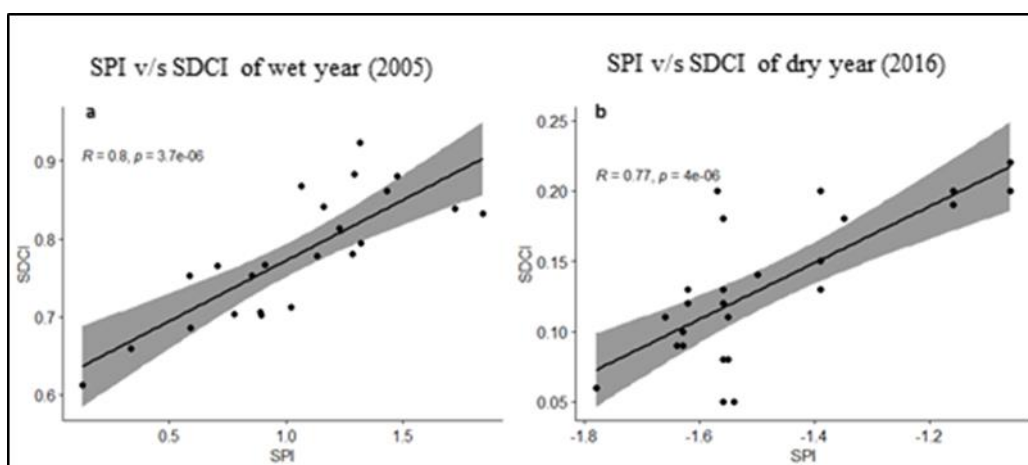 SPI v/s SDCI of wet year (2005)
a
R = 0.8, p = 3.7e-06
0.9
0.8
0.7
0.6
SDCI
0.5
1.0
1.5
SPI
SPI v/s SDCI of dry year (2016)
b
R = 0.77, p = 4e-06
0.25
0.20
0.15
0.10
0.05
SDCI
-1.8
-1.6
-1.4
-1.2
SPI